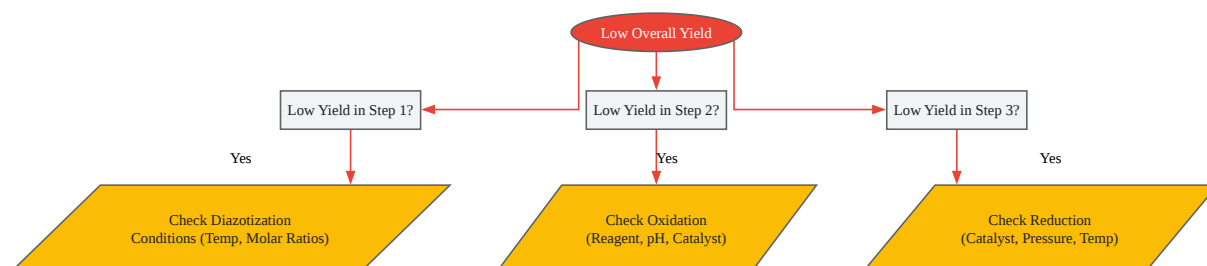 Low Overall Yield
Low Yield in Step 1?
Low Yield in Step 2?
Low Yield in Step 3?
Yes
Yes
Yes
Check Diazotization
Conditions (Temp, Molar Ratios)
Check Oxidation
(Reagent, pH, Catalyst)
Check Reduction
(Catalyst, Pressure, Temp)